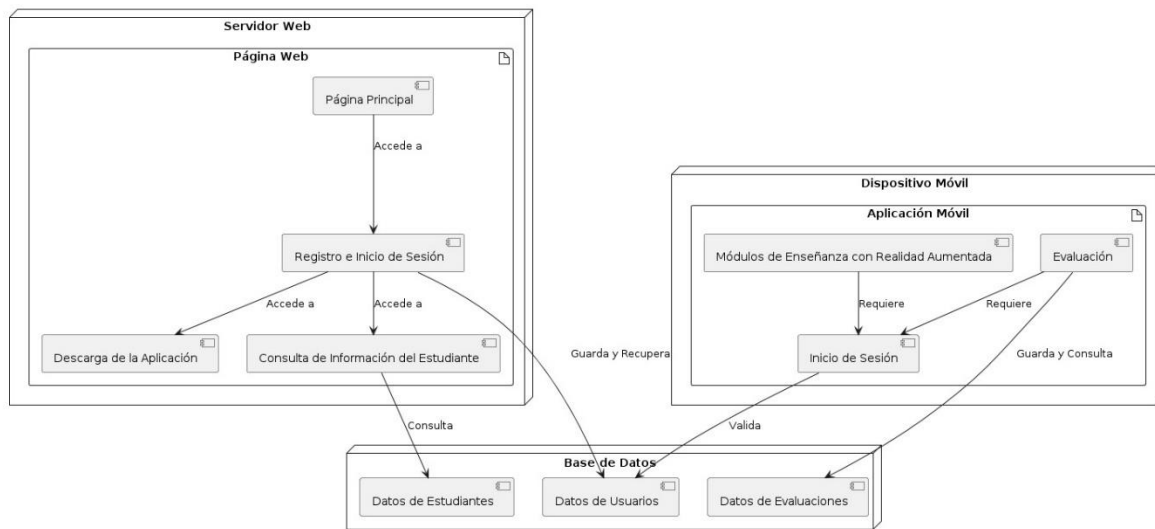 Servidor Web
Página Web
Página Principal
Accede a
Registro e Inicio de Sesión
Accede a
Accede a
Descarga de la Aplicación
Consulta de Información del Estudiante
Dispositivo Móvil
Aplicación Móvil
Módulos de Enseñanza con Realidad Aumentada
Evaluación
Requiere
Requiere
Inicio de Sesión
Guarda y Recupera
Guarda y Consulta
Consulta
Valida
Base de Datos
Datos de Estudiantes
Datos de Usuarios
Datos de Evaluaciones